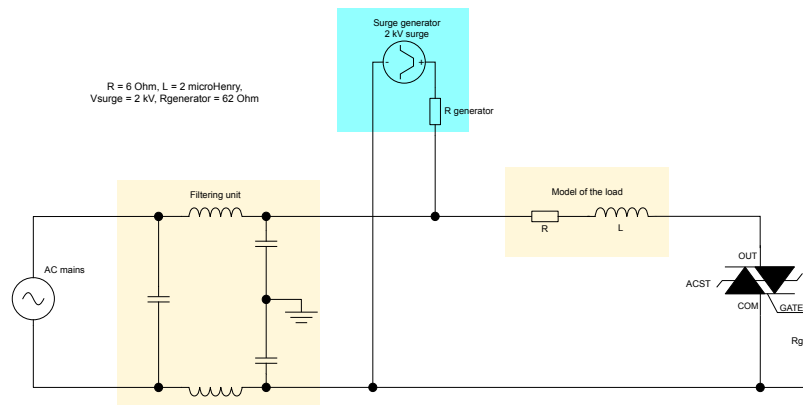 Surge generator
2 kV surge
-
+
R = 6 Ohm, L = 2 microHenry,
Vsurge = 2 kV, Rgenerator = 62 Ohm
R generator
Filtering unit
Model of the load
R
L
AC mains
OUT
ACST
COM
GATE
Rg